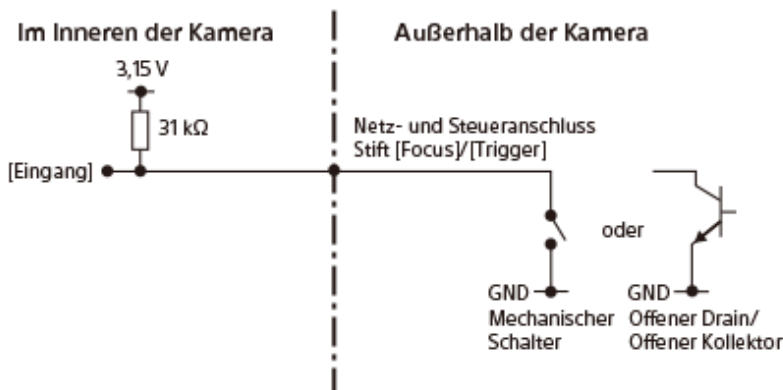 Im Inneren der Kamera
Außerhalb der Kamera
3,15 V
31 kΩ
Netz- und Steueranschluss
Stift [Focus]/[Trigger]
[Eingang]
oder
GND
Mechanischer
Schalter
GND
Offener Drain/
Offener Kollektor